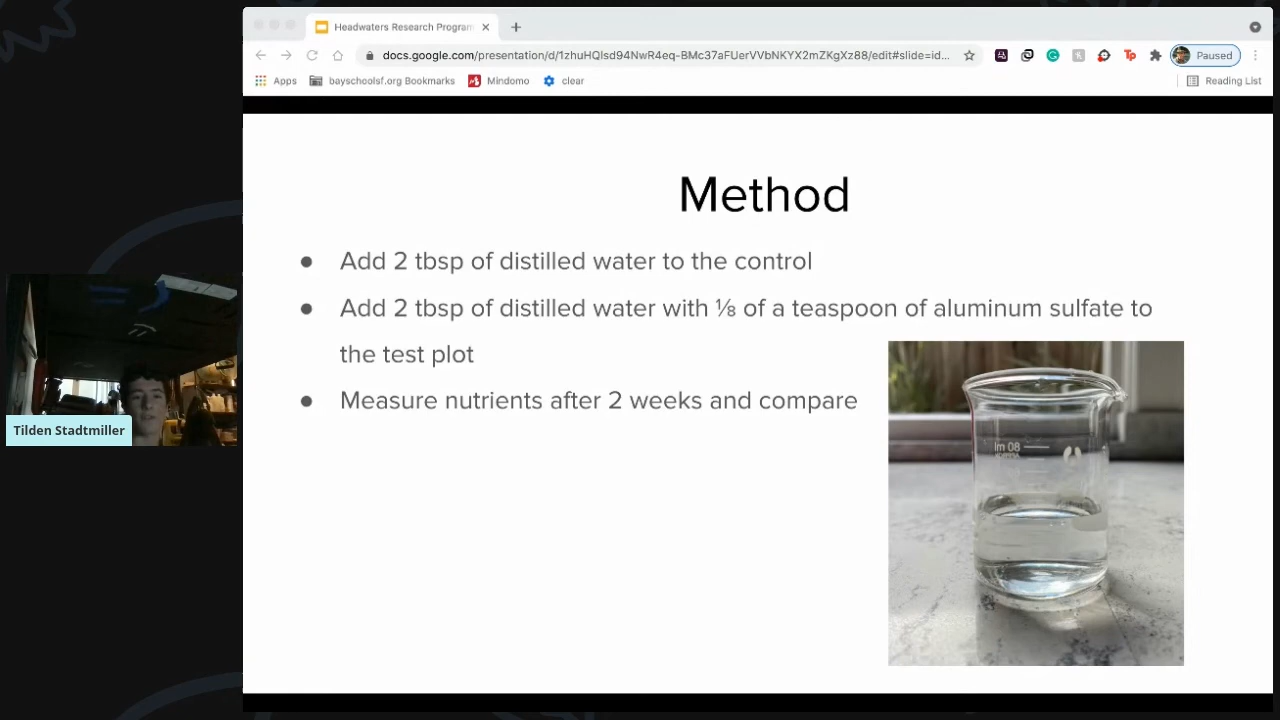 Headwaters Research Program
docs.google.com/presentation/d/1zhuHQlsd94NwR4eq-BMc37aFUerVVbNKYX2mZKgXz88/edit#slide=id...
Paused
Apps
bayschoolsf.org Bookmarks
Mindomo
clear
Reading List
Method
● Add 2 tbsp of distilled water to the control
● Add 2 tbsp of distilled water with ⅛ of a teaspoon of aluminum sulfate to
the test plot
● Measure nutrients after 2 weeks and compare
Tilden Stadtmiller